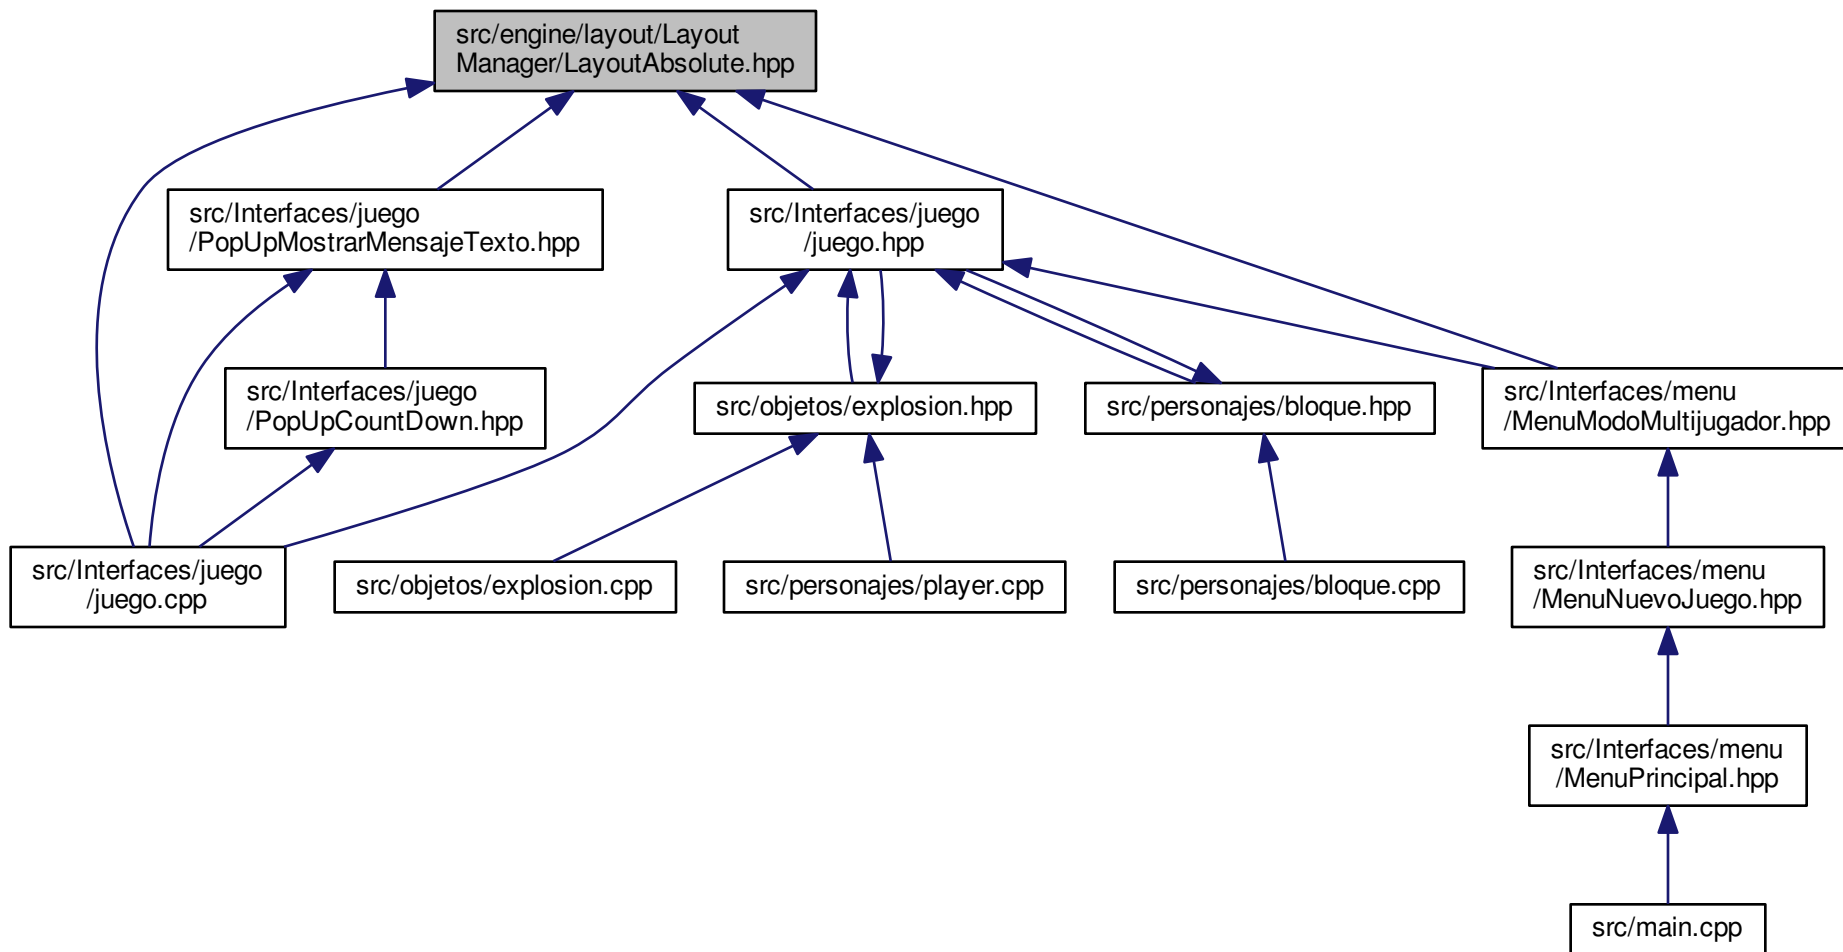 src/engine/layout/Layout
Manager/LayoutAbsolute.hpp
src/Interfaces/juego
/PopUpMostrarMensajeTexto.hpp
src/Interfaces/juego
/juego.hpp
src/Interfaces/juego
/PopUpCountDown.hpp
src/objetos/explosion.hpp
src/personajes/bloque.hpp
src/Interfaces/menu
/MenuModoMultijugador.hpp
src/Interfaces/juego
/juego.cpp
src/objetos/explosion.cpp
src/personajes/player.cpp
src/personajes/bloque.cpp
src/Interfaces/menu
/MenuNuevoJuego.hpp
src/Interfaces/menu
/MenuPrincipal.hpp
src/main.cpp